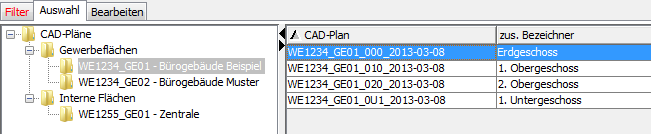 Filter Auswahl Bearbeiten
CAD-Pläne
Gewerbeflächen
WE1234_GE01 - Bürogebäude Beispiel
WE1234_GE02 - Bürogebäude Muster
Interne Flächen
WE1255_GE01 - Zentrale
CAD-Plan zus. Bezeichner
WE1234_GE01_000_2013-03-08 Erdgeschoss
WE1234_GE01_010_2013-03-08 1. Obergeschoss
WE1234_GE01_020_2013-03-08 2. Obergeschoss
WE1234_GE01_0U1_2013-03-08 1. Untergeschoss